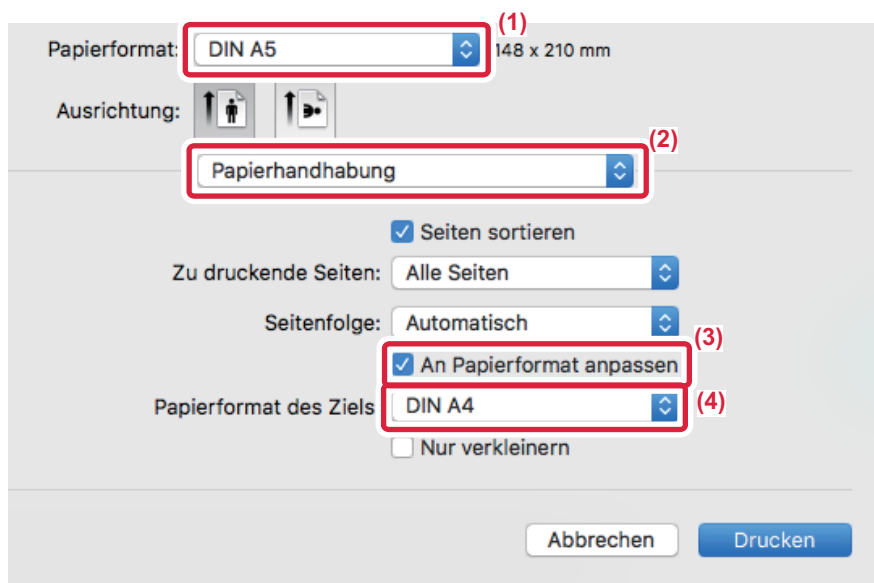 (1)
Papierformat: DIN A5 148 x 210 mm
Ausrichtung:
(2)
Papierhandhabung
Seiten sortieren
Zu druckende Seiten: Alle Seiten
Seitenfolge: Automatisch
(3)
An Papierformat anpassen
Papierformat des Ziels DIN A4 (4)
Nur verkleinern
Abbrechen Drucken